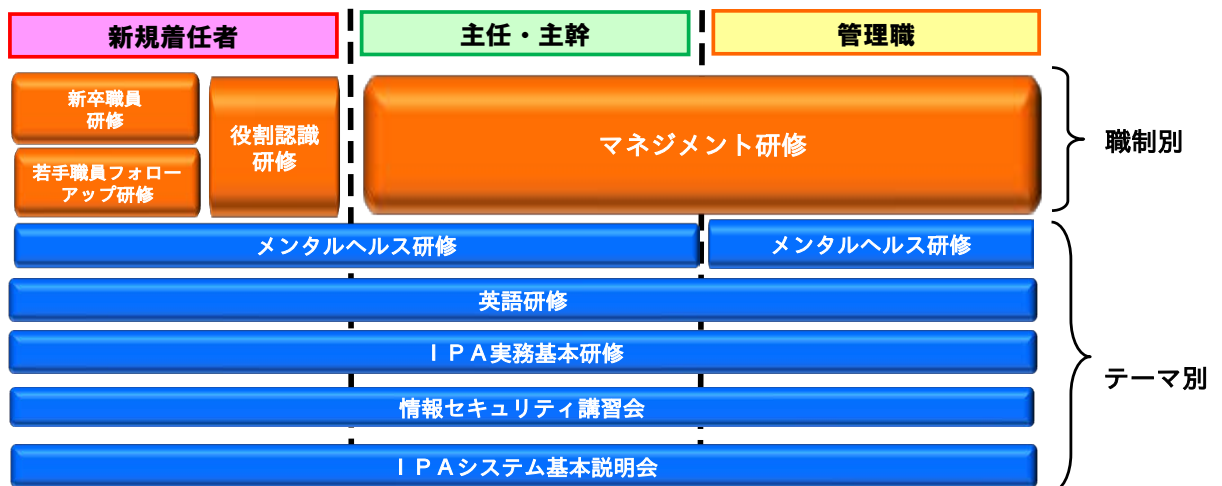 新規着任者
主任・主幹
管理職
新卒職員
研修
若手職員フォロー
アップ研修
役割認識
研修
マネジメント研修
職制別
メンタルヘルス研修
メンタルヘルス研修
英語研修
ＩＰＡ実務基本研修
情報セキュリティ講習会
ＩＰＡシステム基本説明会
テーマ別